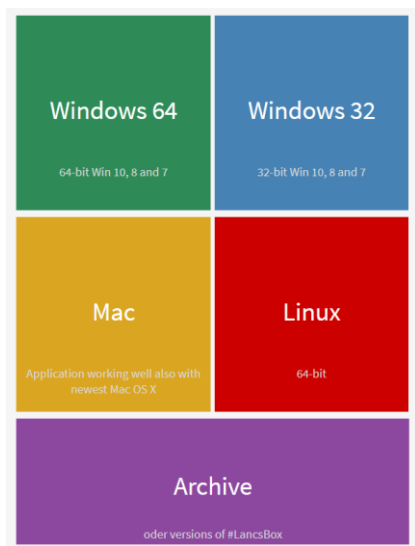 Windows 64
64-bit Win 10, 8 and 7
Windows 32
32-bit Win 10, 8 and 7
Mac
Application working well also with
newest Mac OS X
Linux
64-bit
Archive
oder versions of #LancsBox